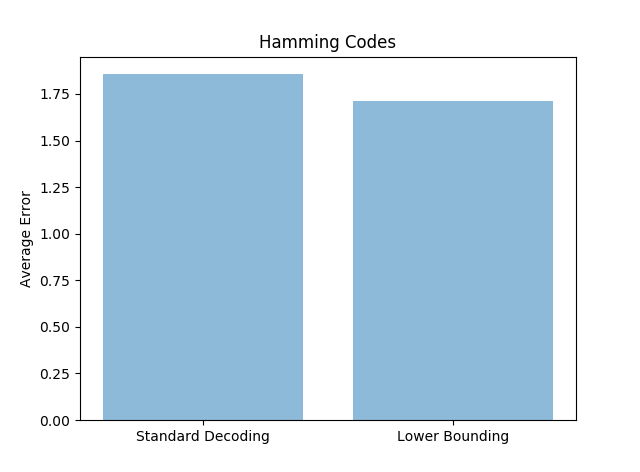 Hamming Codes
Average Error
1.75
1.50
1.25
1.00
0.75
0.50
0.25
0.00
Standard Decoding
Lower Bounding